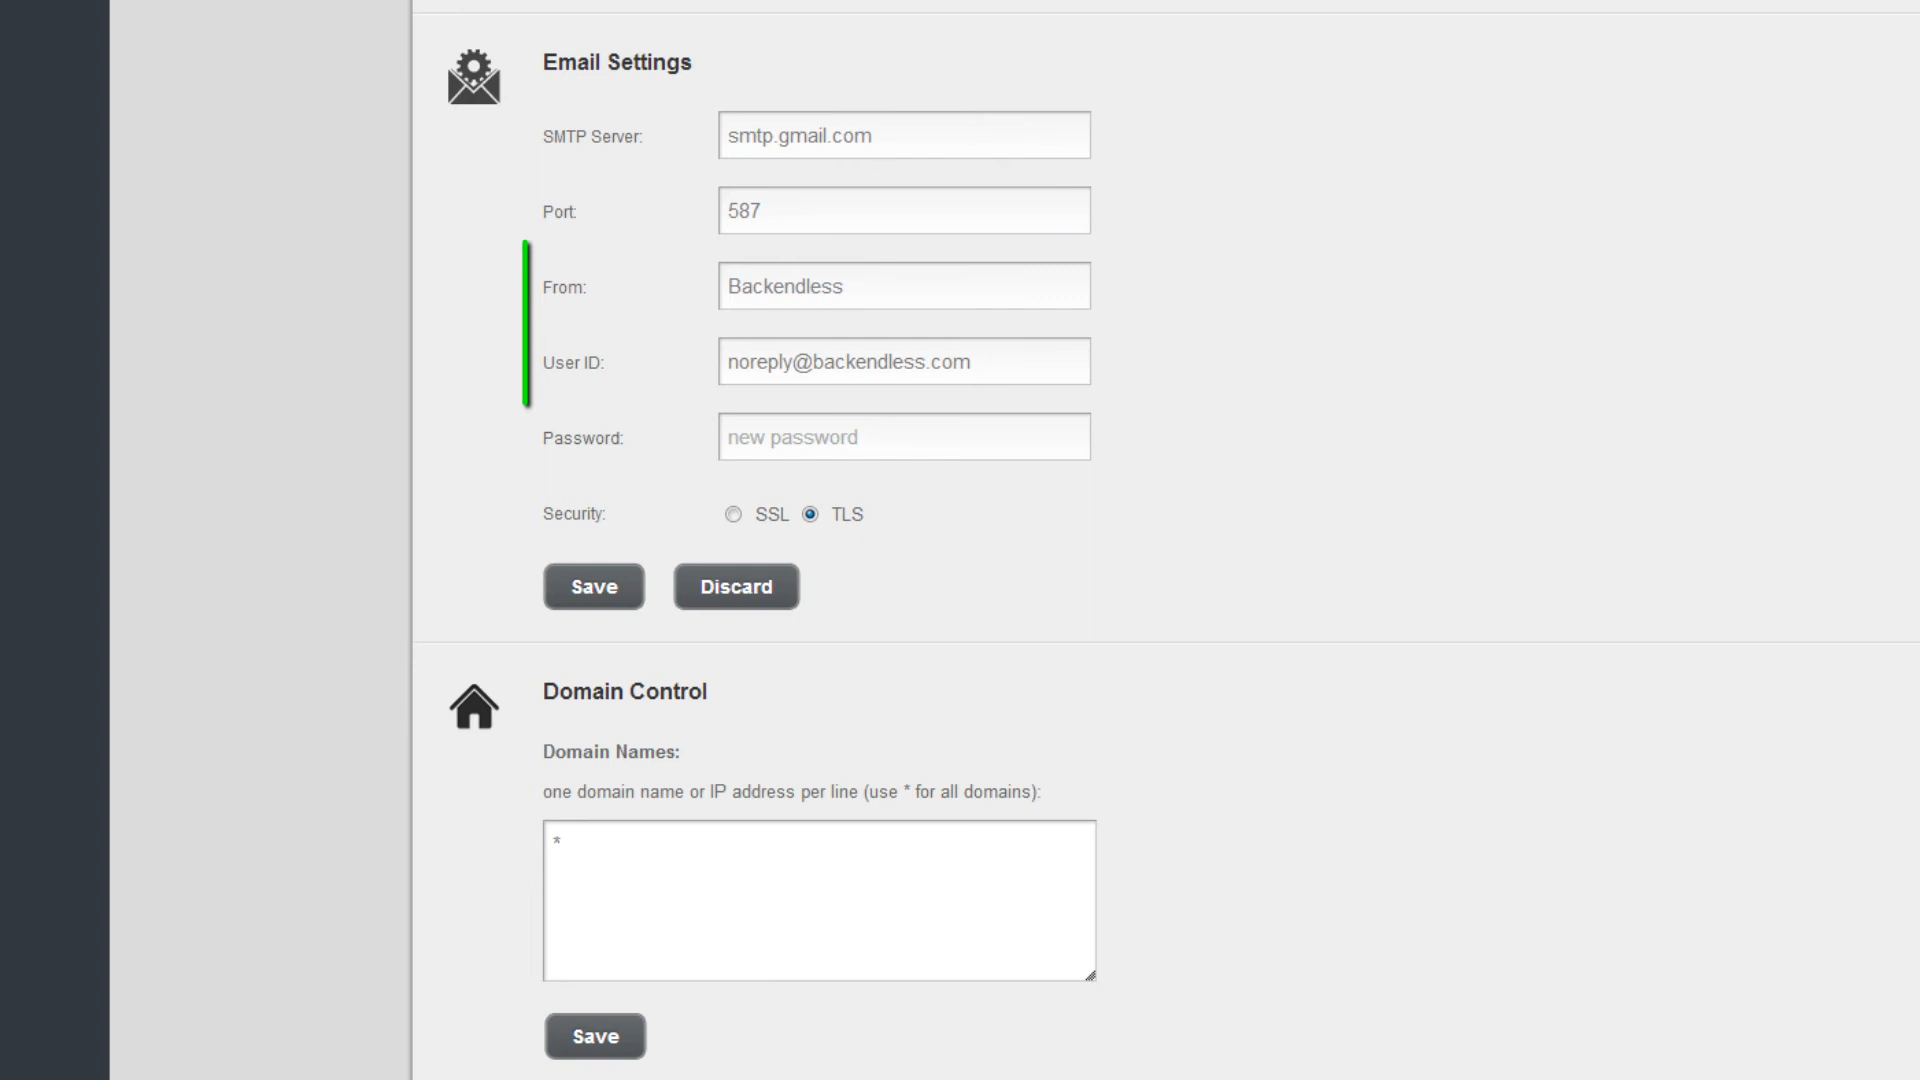 Email Settings
SMTP Server: smtp.gmail.com
Port: 587
From: Backendless
User ID: noreply@backendless.com
Password: new password
Security: SSL TLS
Save Discard
Domain Control
Domain Names:
one domain name or IP address per line (use * for all domains):
*
Save